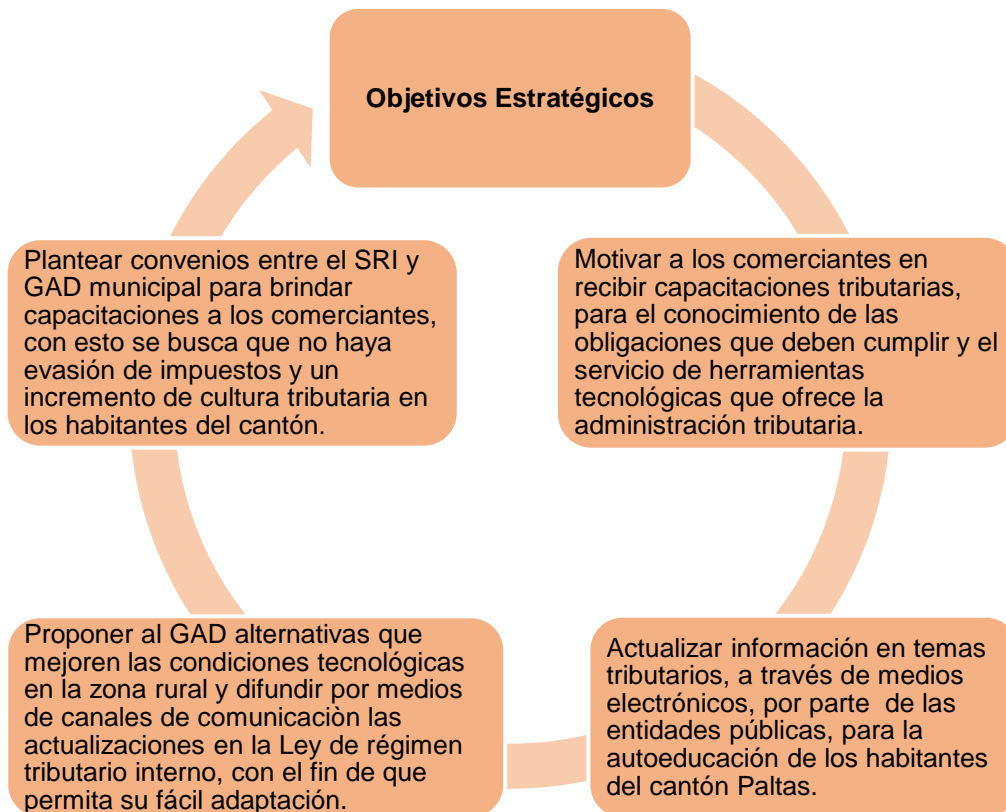 Objetivos Estratégicos
Motivar a los comerciantes en
recibir capacitaciones tributarias,
para el conocimiento de las
obligaciones que deben cumplir y el
servicio de herramientas
tecnológicas que ofrece la
administración tributaria.
Actualizar información en temas
tributarios, a través de medios
electrónicos, por parte  de las
entidades públicas, para la
autoeducación de los habitantes
del cantón Paltas.
Proponer al GAD alternativas que
mejoren las condiciones tecnológicas
en la zona rural y difundir por medios
de canales de comunicaciòn las
actualizaciones en la Ley de régimen
tributario interno, con el fin de que
permita su fácil adaptación.
Plantear convenios entre el SRI y
GAD municipal para brindar
capacitaciones a los comerciantes,
con esto se busca que no haya
evasión de impuestos y un
incremento de cultura tributaria en
los habitantes del cantón.